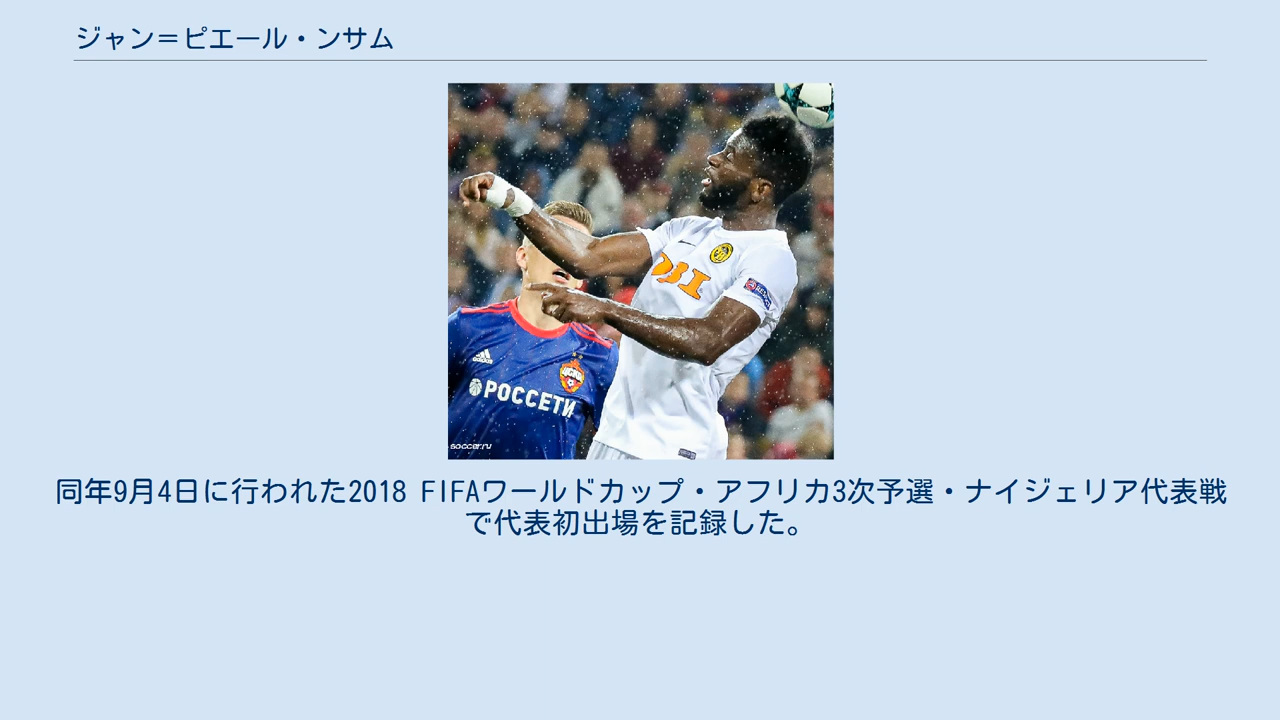 ジャン＝ピエール・ンサム
RESPECT
adidas
РОССЕТИ
soccer.ru
同年9月4日に行われた2018 FIFAワールドカップ・アフリカ3次予選・ナイジェリア代表戦
で代表初出場を記録した。